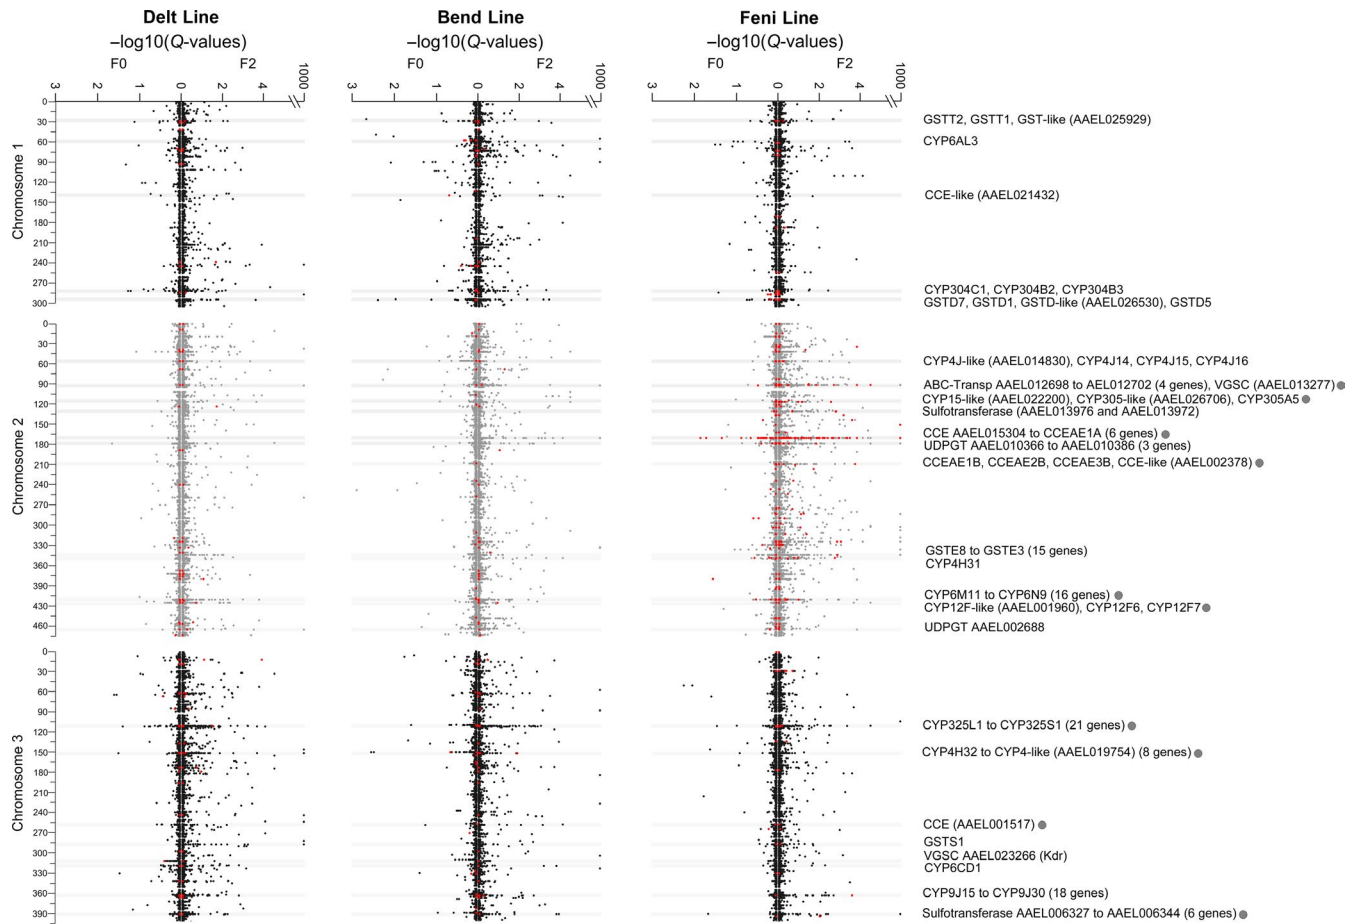 Delt Line
Bend Line
Feni Line
–log10(Q-values)
–log10(Q-values)
–log10(Q-values)
F0 F2
F0 F2
F0 F2
3 2 1 0 2 4 1000
3 2 1 0 2 4 1000
3 2 1 0 2 4 1000
Chromosome 1
0
30
60
90
120
150
180
210
240
270
300
GSTT2, GSTT1, GST-like (AAEL025929)
CYP6AL3
CCE-like (AAEL021432)
CYP304C1, CYP304B2, CYP304B3
GSTD7, GSTD1, GSTD-like (AAEL026530), GSTD5
Chromosome 2
0
30
60
90
120
150
180
210
240
270
300
330
360
390
430
460
CYP4J-like (AAEL014830), CYP4J14, CYP4J15, CYP4J16
ABC-Transp AAEL012698 to AEL012702 (4 genes), VGSC (AAEL013277)
CYP15-like (AAEL022200), CYP305-like (AAEL026706), CYP305A5
Sulfotransferase (AAEL013976 and AAEL013972)
CCE AAEL015304 to CCEAE1A (6 genes)
UDPGT AAEL010366 to AAEL010386 (3 genes)
CCEAE1B, CCEAE2B, CCEAE3B, CCE-like (AAEL002378)
GSTE8 to GSTE3 (15 genes)
CYP4H31
CYP6M11 to CYP6N9 (16 genes)
CYP12F-like (AAEL001960), CYP12F6, CYP12F7
UDPGT AAEL002688
Chromosome 3
0
30
60
90
120
150
180
210
240
270
300
330
360
390
CYP325L1 to CYP325S1 (21 genes)
CYP4H32 to CYP4-like (AAEL019754) (8 genes)
CCE (AAEL001517)
GSTS1
VGSC AAEL023266 (Kdr)
CYP6CD1
CYP9J15 to CYP9J30 (18 genes)
Sulfotransferase AAEL006327 to AAEL006344 (6 genes)